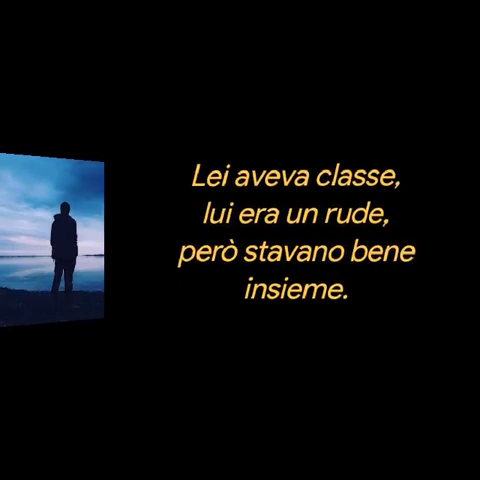 Lei aveva classe,
lui era un rude,
però stavano bene
insieme.